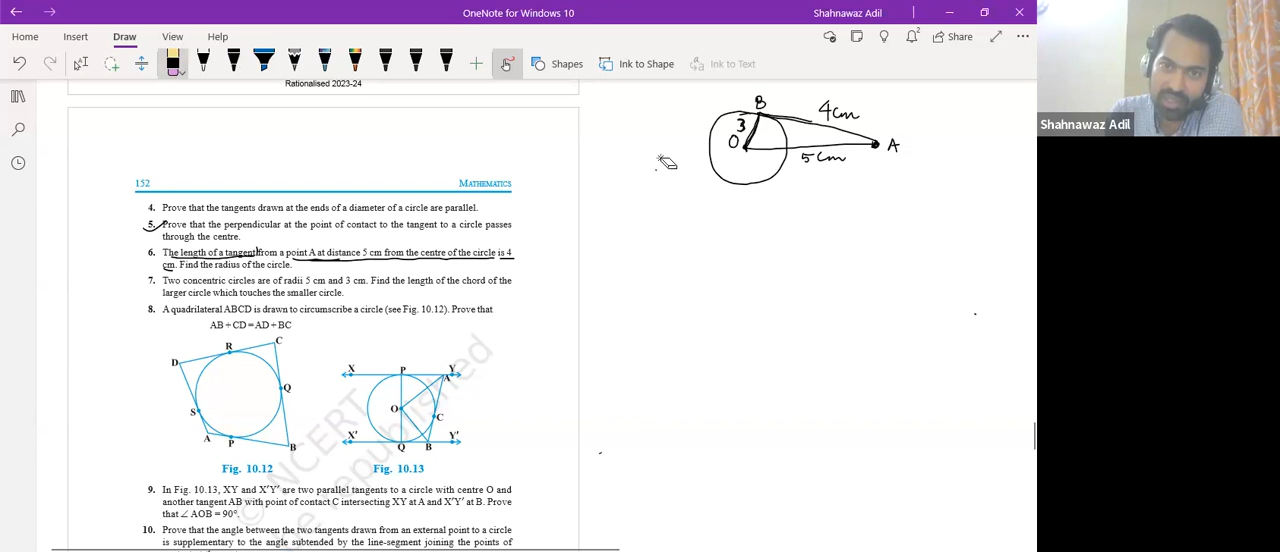 OneNote for Windows 10
Shahnawaz Adil
Home Insert Draw View Help
Share
Shapes
Ink to Shape
Ink to Text
Rationalised 2023-24
152 MATHEMATICS
4. Prove that the tangents drawn at the ends of a diameter of a circle are parallel.
5. Prove that the perpendicular at the point of contact to the tangent to a circle passes
through the centre.
6. The length of a tangent from a point A at distance 5 cm from the centre of the circle is 4
cm. Find the radius of the circle.
7. Two concentric circles are of radii 5 cm and 3 cm. Find the length of the chord of the
larger circle which touches the smaller circle.
8. A quadrilateral ABCD is drawn to circumscribe a circle (see Fig. 10.12). Prove that
AB + CD = AD + BC
D R C
Q
S
A P B
Fig. 10.12
X P Y
A
O
C
X′ Q B Y′
Fig. 10.13
© NCERT
be republished
9. In Fig. 10.13, XY and X′Y′ are two parallel tangents to a circle with centre O and
another tangent AB with point of contact C intersecting XY at A and X′Y′ at B. Prove
that ∠ AOB = 90°.
10. Prove that the angle between the two tangents drawn from an external point to a circle
is supplementary to the angle subtended by the line-segment joining the points of
B
4cm
3
O
5cm
A
Shahnawaz Adil